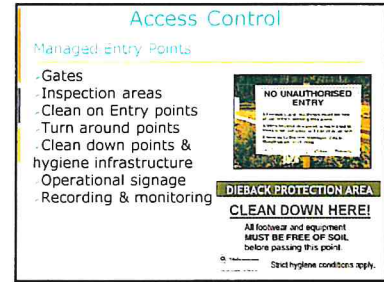 Access Control
Managed Entry Points
-Gates
-Inspection areas
-Clean on Entry points
-Turn around points
-Clean down points &
hygiene infrastructure
-Operational signage
-Recording & monitoring
NO UNAUTHORISED
ENTRY
DIEBACK PROTECTION AREA
CLEAN DOWN HERE!
All footwear and equipment
MUST BE FREE OF SOIL
before passing this point.
Strict hygiene conditions apply.